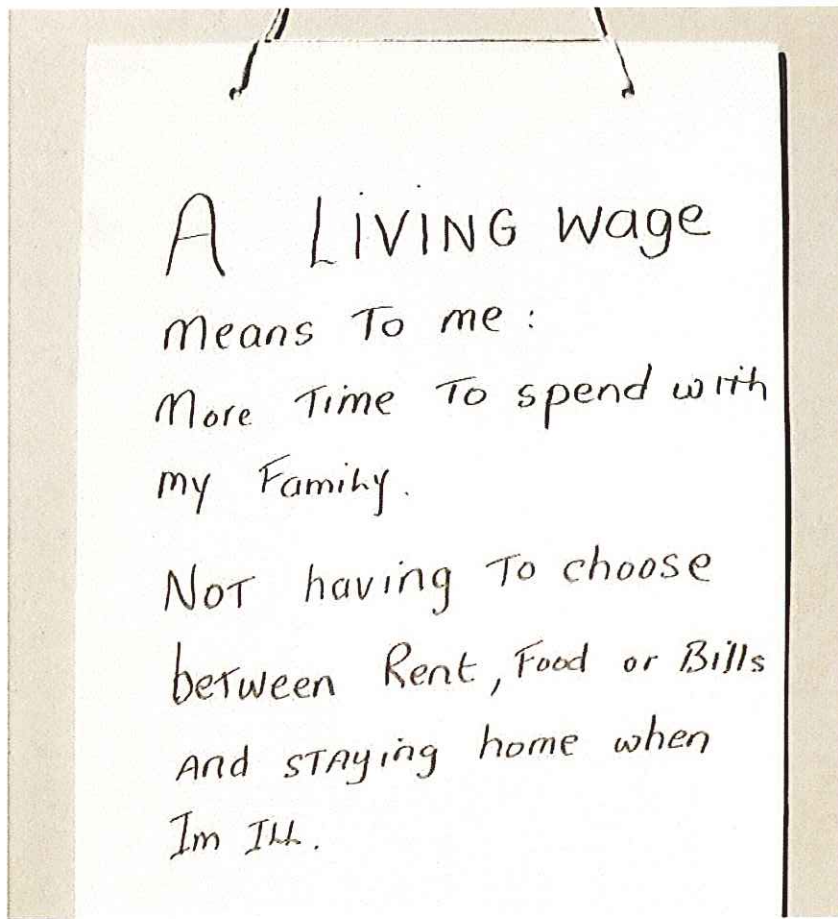 A LIVING wage
means To me :
More Time To spend with
my Family.
NOT having To choose
between Rent, Food or Bills
And STAying home when
Im Ill.